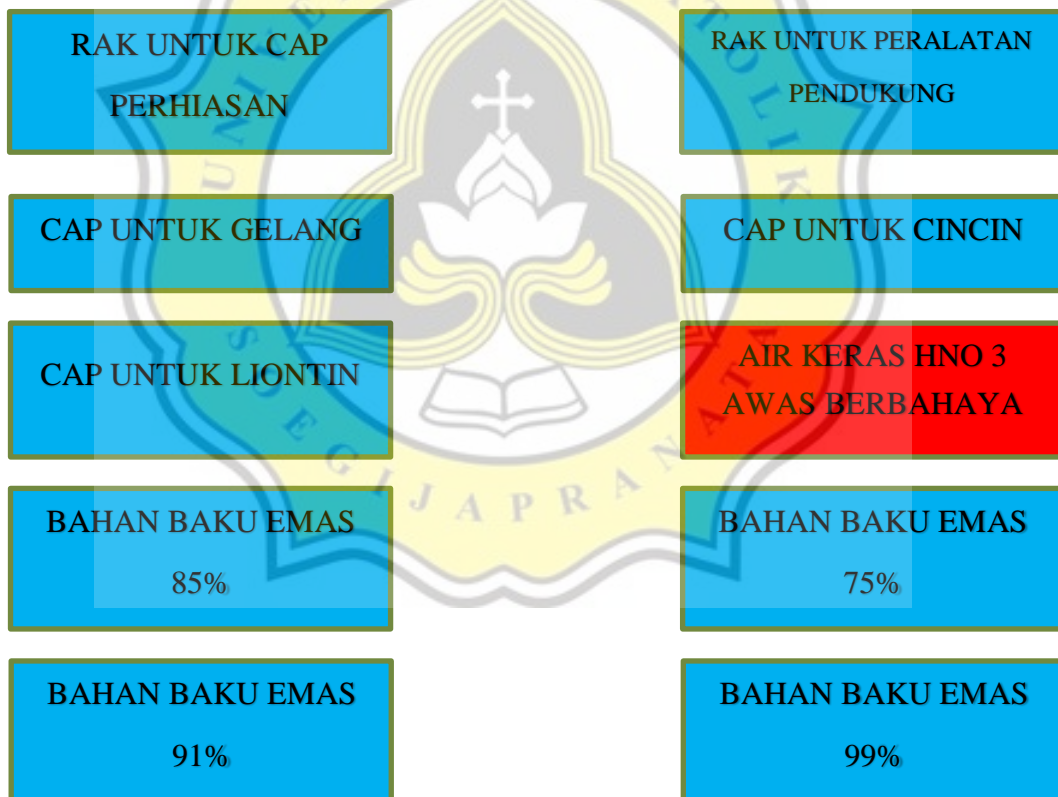 RAK UNTUK CAP
PERHIASAN
RAK UNTUK PERALATAN
PENDUKUNG
CAP UNTUK GELANG
CAP UNTUK CINCIN
CAP UNTUK LIONTIN
AIR KERAS HNO 3
AWAS BERBAHAYA
BAHAN BAKU EMAS
85%
BAHAN BAKU EMAS
75%
BAHAN BAKU EMAS
91%
BAHAN BAKU EMAS
99%
SOEGIJAPRANATA